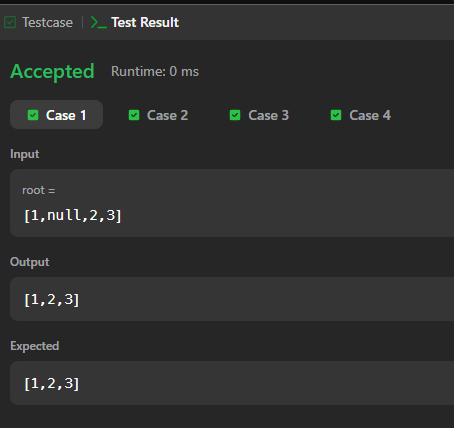 Testcase | >_ Test Result
Accepted Runtime: 0 ms
Case 1 Case 2 Case 3 Case 4
Input
root =
[1,null,2,3]
Output
[1,2,3]
Expected
[1,2,3]